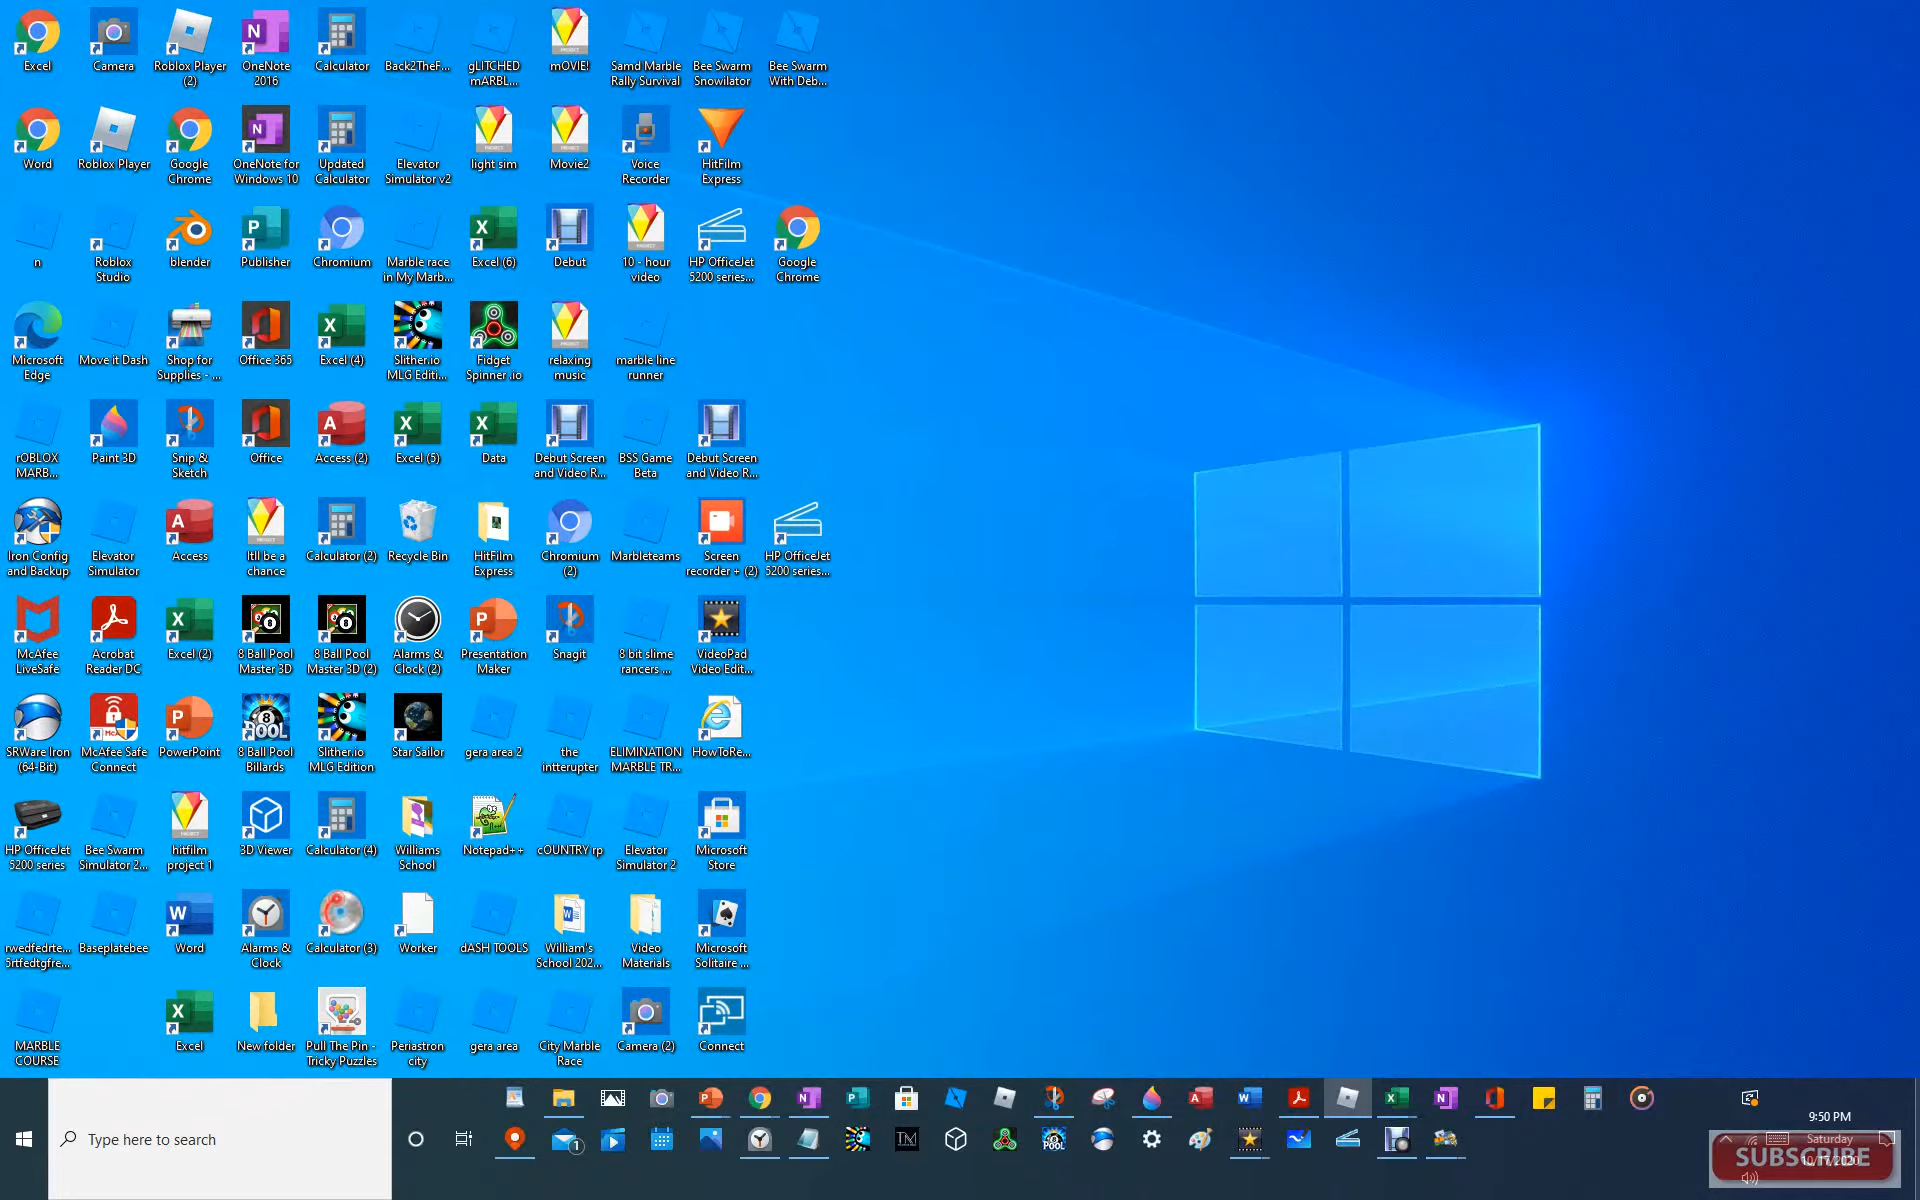 Excel
Camera
Roblox Player
(2)
OneNote
2016
Calculator
Back2TheF...
gLITCHED
mARBL...
mOVIE!
Samd Marble
Rally Survival
Bee Swarm
Snowilator
Bee Swarm
With Deb...
Word
Roblox Player
Google
Chrome
OneNote for
Windows 10
Updated
Calculator
Elevator
Simulator v2
light sim
Movie2
Voice
Recorder
HitFilm
Express
n
Roblox
Studio
blender
Publisher
Chromium
Marble race
in My Marb...
Excel (6)
Debut
10 - hour
video
HP OfficeJet
5200 series...
Google
Chrome
Microsoft
Edge
Move it Dash
Shop for
Supplies - ...
Office 365
Excel (4)
Slither.io
MLG Editi...
Fidget
Spinner .io
relaxing
music
marble line
runner
rOBLOX
MARB...
Paint 3D
Snip &
Sketch
Office
Access (2)
Excel (5)
Data
Debut Screen
and Video R...
BSS Game
Beta
Debut Screen
and Video R...
Iron Config
and Backup
Elevator
Simulator
Access
Itll be a
chance
Calculator (2)
Recycle Bin
HitFilm
Express
Chromium
(2)
Marbleteams
Screen
recorder + (2)
HP OfficeJet
5200 series...
McAfee
LiveSafe
Acrobat
Reader DC
Excel (2)
8 Ball Pool
Master 3D
8 Ball Pool
Master 3D (2)
Alarms &
Clock (2)
Presentation
Maker
Snagit
8 bit slime
rancers ...
VideoPad
Video Edit...
SRWare Iron
(64-Bit)
McAfee Safe
Connect
PowerPoint
8 Ball Pool
Billards
Slither.io
MLG Edition
Star Sailor
gera area 2
the
intterupter
ELIMINATION
MARBLE TR...
HowToRe...
HP OfficeJet
5200 series
Bee Swarm
Simulator 2...
hitfilm
project 1
3D Viewer
Calculator (4)
Williams
School
Notepad++
cOUNTRY rp
Elevator
Simulator 2
Microsoft
Store
rwedfedrte...
5rtfedtgfre...
Baseplatebee
Word
Alarms &
Clock
Calculator (3)
Worker
dASH TOOLS
William's
School 202...
Video
Materials
Microsoft
Solitaire ...
MARBLE
COURSE
Excel
New folder
Pull The Pin -
Tricky Puzzles
Periastron
city
gera area
City Marble
Race
Camera (2)
Connect
Type here to search
9:50 PM
Saturday
10/17/2020
SUBSCRIBE